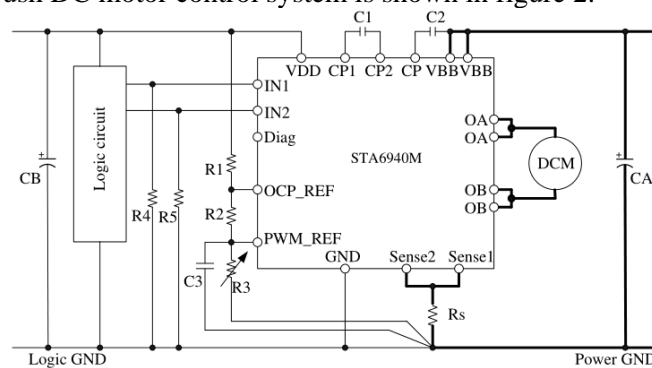 ush DC motor control system is shown in figure 2.
C1 C2
VDD CP1 CP2 CP VBB VBB
IN1
IN2
Diag
OA
OA
STA6940M
DCM
Logic circuit
CB
CA
R1
OCP_REF
OB
OB
R4 R5
R2
PWM_REF
GND Sense2 Sense1
C3
R3
Rs
Logic GND
Power GND